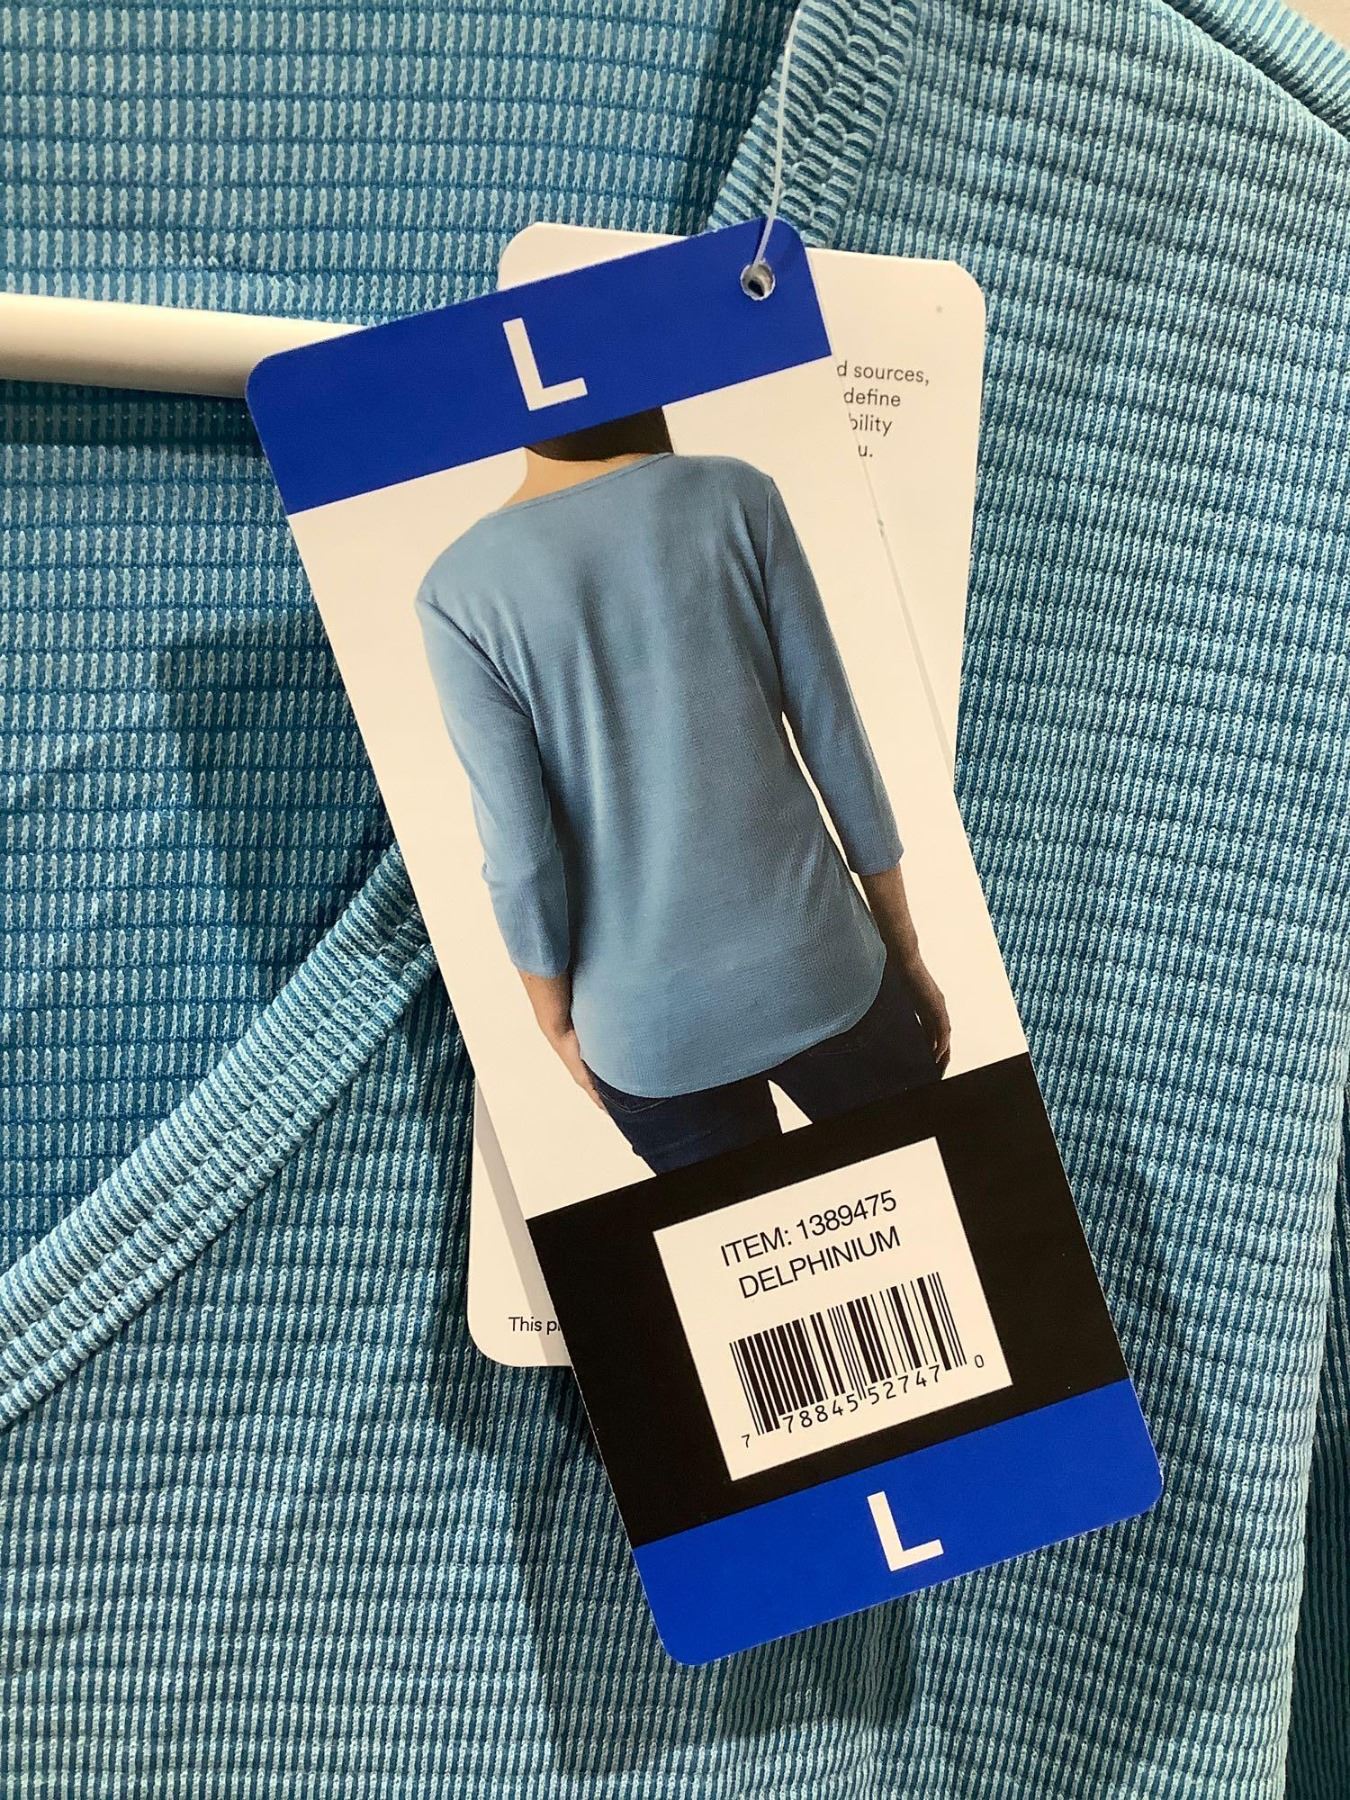 L
d sources,
define
bility
u.
ITEM: 1389475
DELPHINIUM
7 78845 52747 0
This p
L